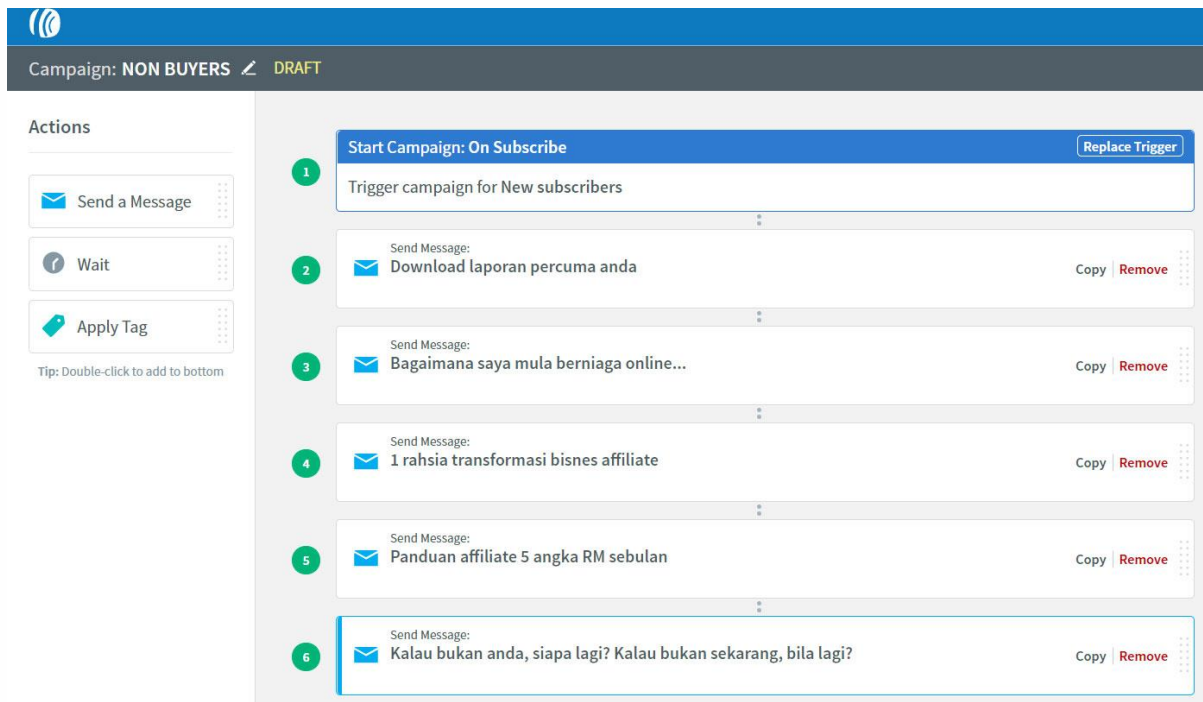 Campaign: NON BUYERS DRAFT
Actions
Send a Message
Wait
Apply Tag
Tip: Double-click to add to bottom
1
Start Campaign: On Subscribe Replace Trigger
Trigger campaign for New subscribers
2
Send Message:
Download laporan percuma anda
Copy Remove
3
Send Message:
Bagaimana saya mula berniaga online...
Copy Remove
4
Send Message:
1 rahsia transformasi bisnes affiliate
Copy Remove
5
Send Message:
Panduan affiliate 5 angka RM sebulan
Copy Remove
6
Send Message:
Kalau bukan anda, siapa lagi? Kalau bukan sekarang, bila lagi?
Copy Remove